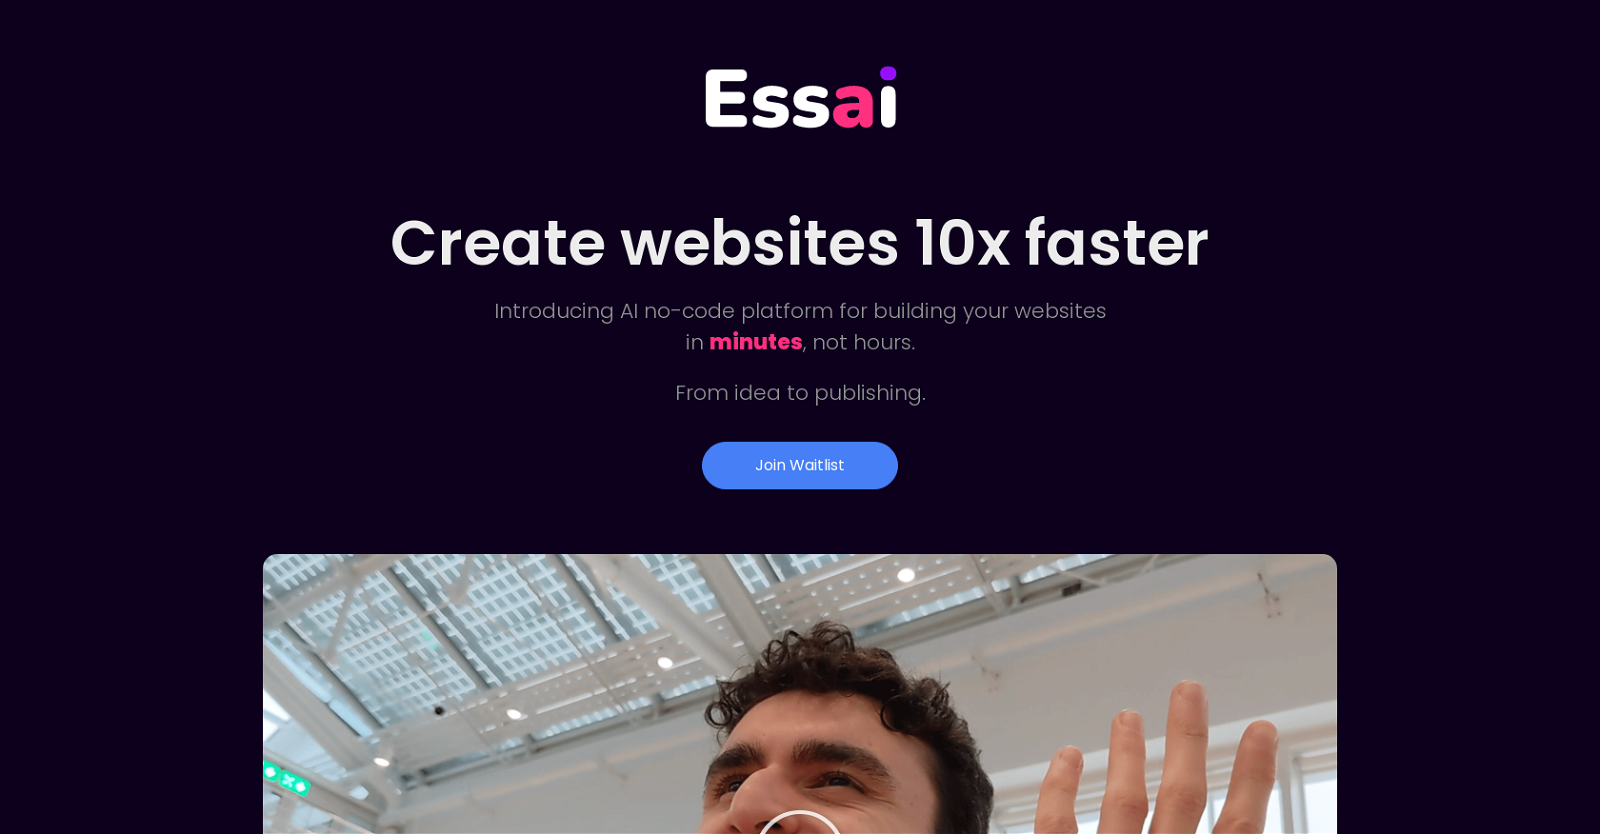 Essai
Create websites 10x faster
Introducing AI no-code platform for building your websites
in minutes, not hours.
From idea to publishing.
Join Waitlist